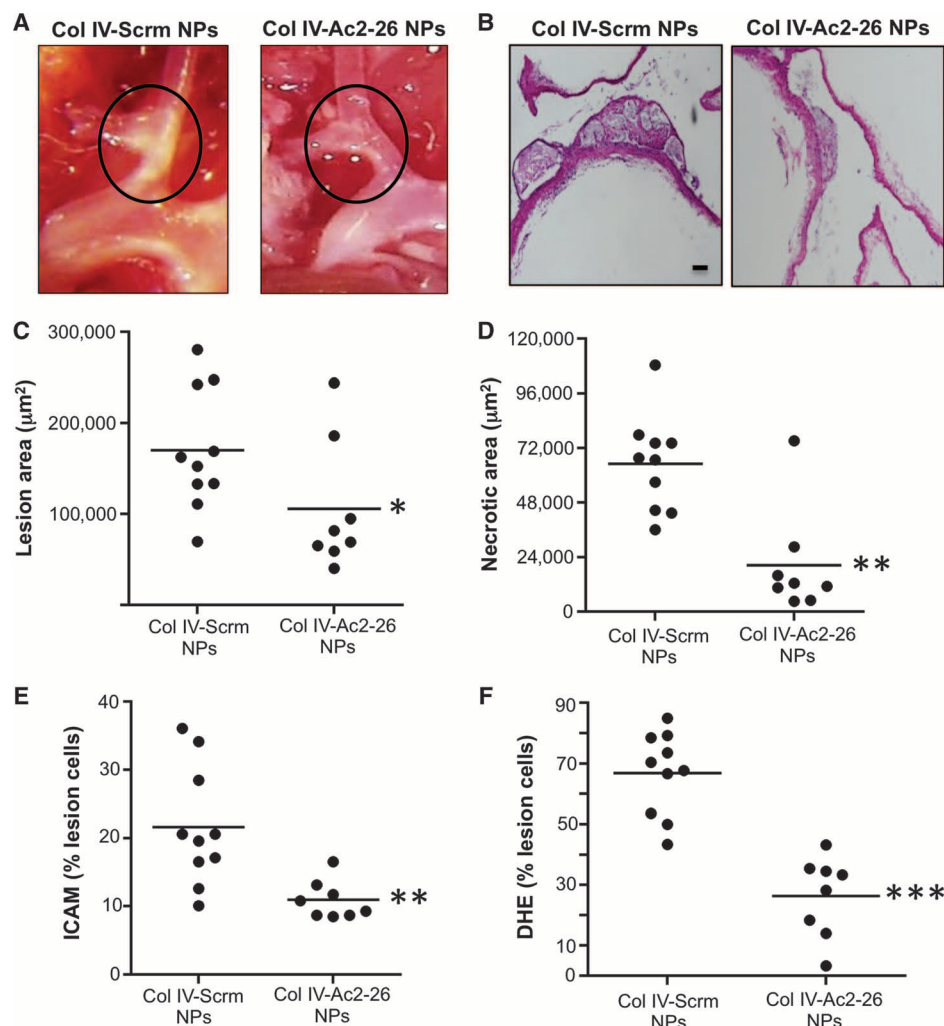 A
Col IV-Scrm NPs
Col IV-Ac2-26 NPs
B
Col IV-Scrm NPs
Col IV-Ac2-26 NPs
C
Lesion area (μm²)
300,000
200,000
100,000
*
Col IV-Scrm
NPs
Col IV-Ac2-26
NPs
D
Necrotic area (μm²)
120,000
96,000
72,000
48,000
24,000
0
**
Col IV-Scrm
NPs
Col IV-Ac2-26
NPs
E
ICAM (% lesion cells)
40
30
20
10
0
**
Col IV-Scrm
NPs
Col IV-Ac2-26
NPs
F
DHE (% lesion cells)
90
70
50
30
10
0
***
Col IV-Scrm
NPs
Col IV-Ac2-26
NPs